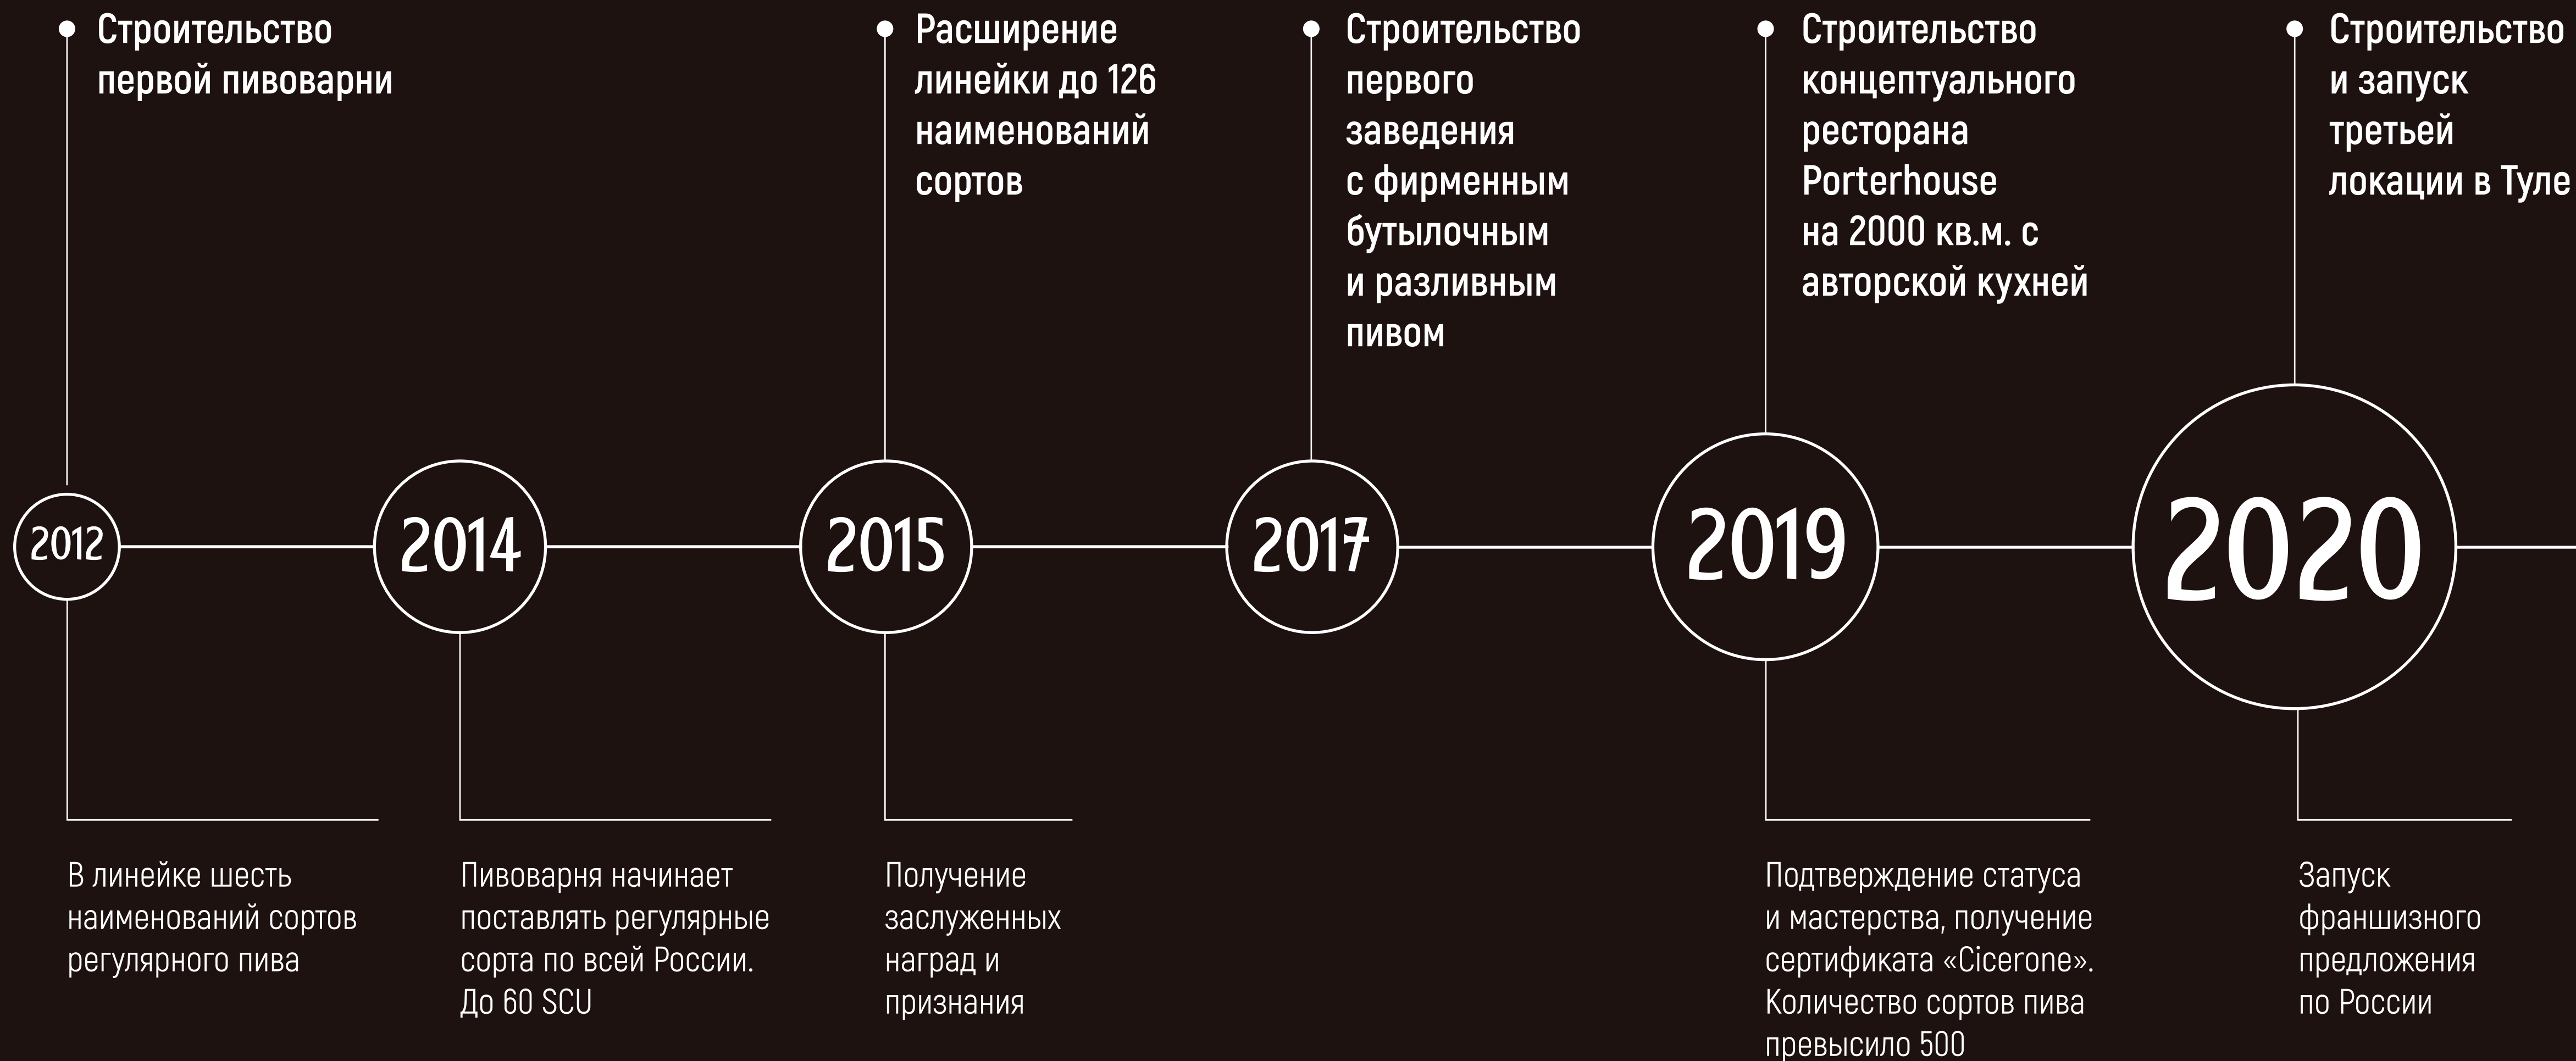 Строительство
первой пивоварни
Расширение
линейки до 126
наименований
сортов
Строительство
первого
заведения
с фирменным
бутылочным
и разливным
пивом
Строительство
концептуального
ресторана
Porterhouse
на 2000 кв.м. с
авторской кухней
Строительство
и запуск
третьей
локации в Туле
2012
2014
2015
2017
2019
2020
В линейке шесть
наименований сортов
регулярного пива
Пивоварня начинает
поставлять регулярные
сорта по всей России.
До 60 SCU
Получение
заслуженных
наград и
признания
Подтверждение статуса
и мастерства, получение
сертификата «Cicerone».
Количество сортов пива
превысило 500
Запуск
франшизного
предложения
по России